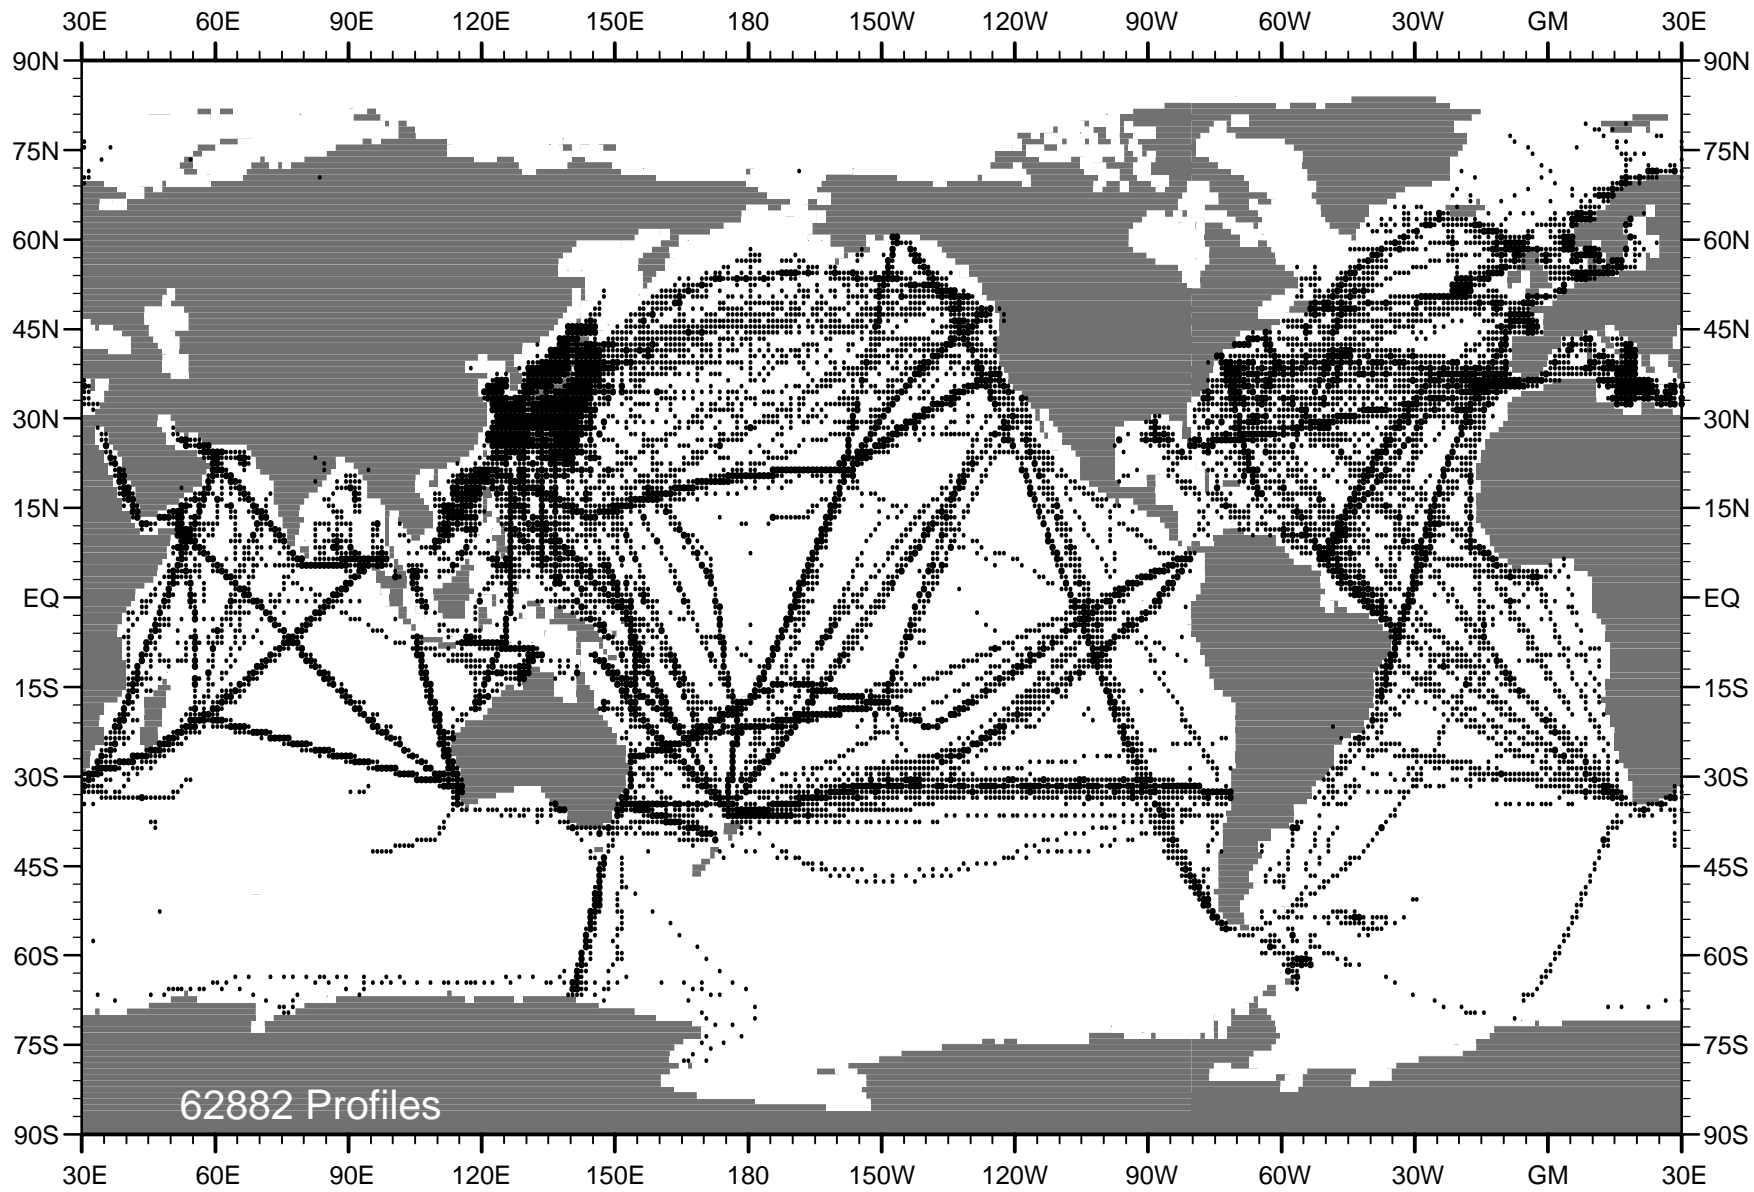 30E 60E 90E 120E 150E 180 150W 120W 90W 60W 30W GM 30E
90N 90N
75N 75N
60N 60N
45N 45N
30N 30N
15N 15N
EQ EQ
15S 15S
30S 30S
45S 45S
60S 60S
75S 75S
62882 Profiles
90S 90S
30E 60E 90E 120E 150E 180 150W 120W 90W 60W 30W GM 30E